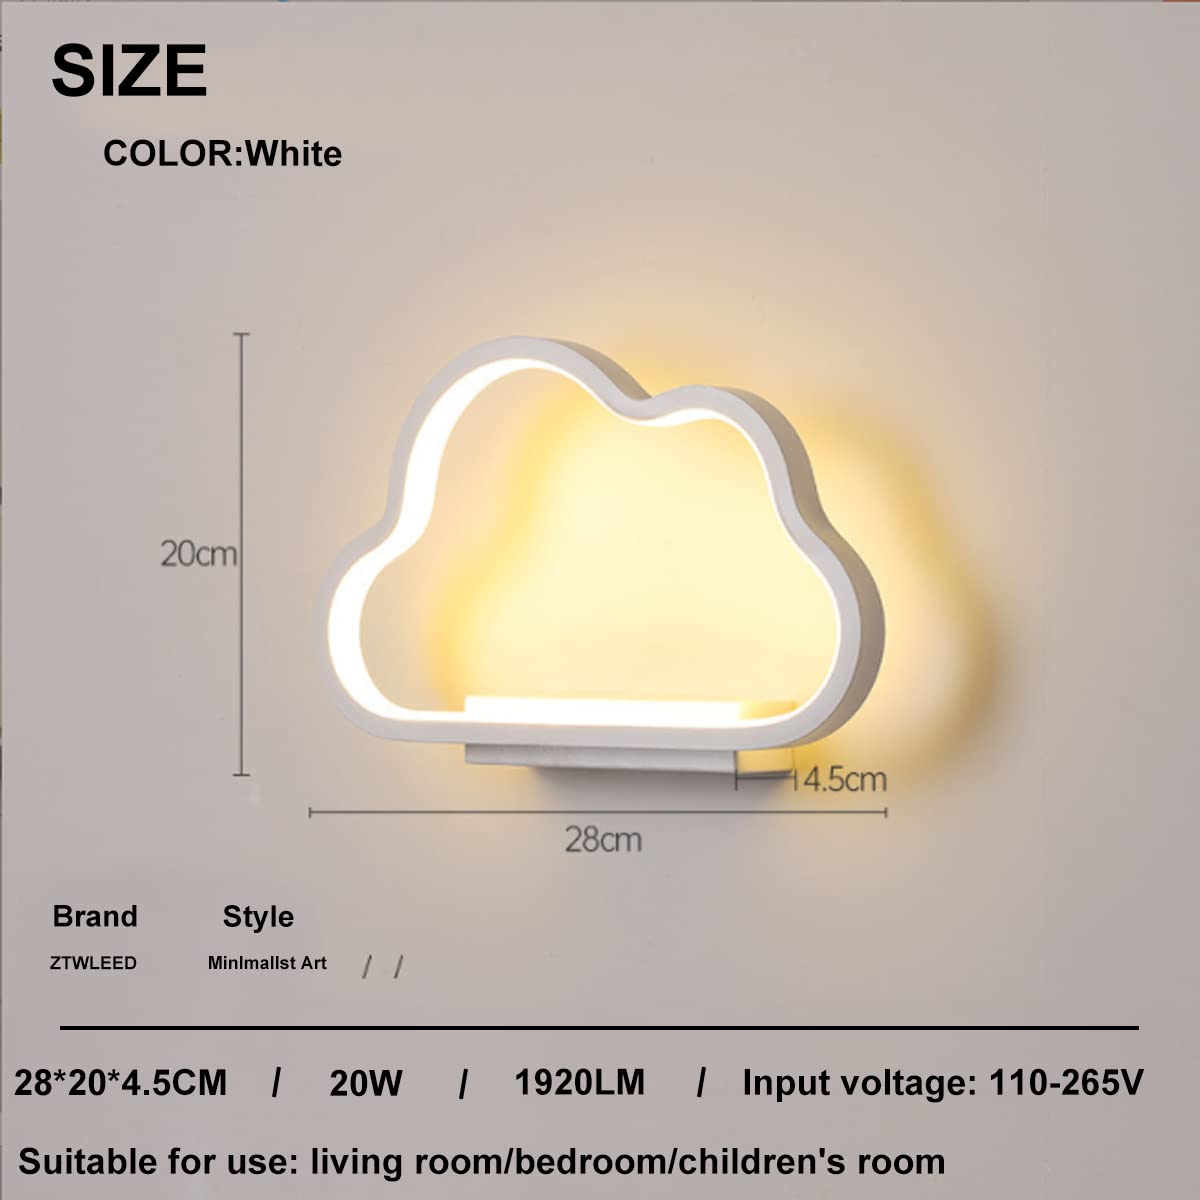 SIZE
COLOR:White
20cm
4.5cm
28cm
Brand Style
ZTWLEED MinImalIst Art / /
28*20*4.5CM / 20W / 1920LM / Input voltage: 110-265V
Suitable for use: living room/bedroom/children's room